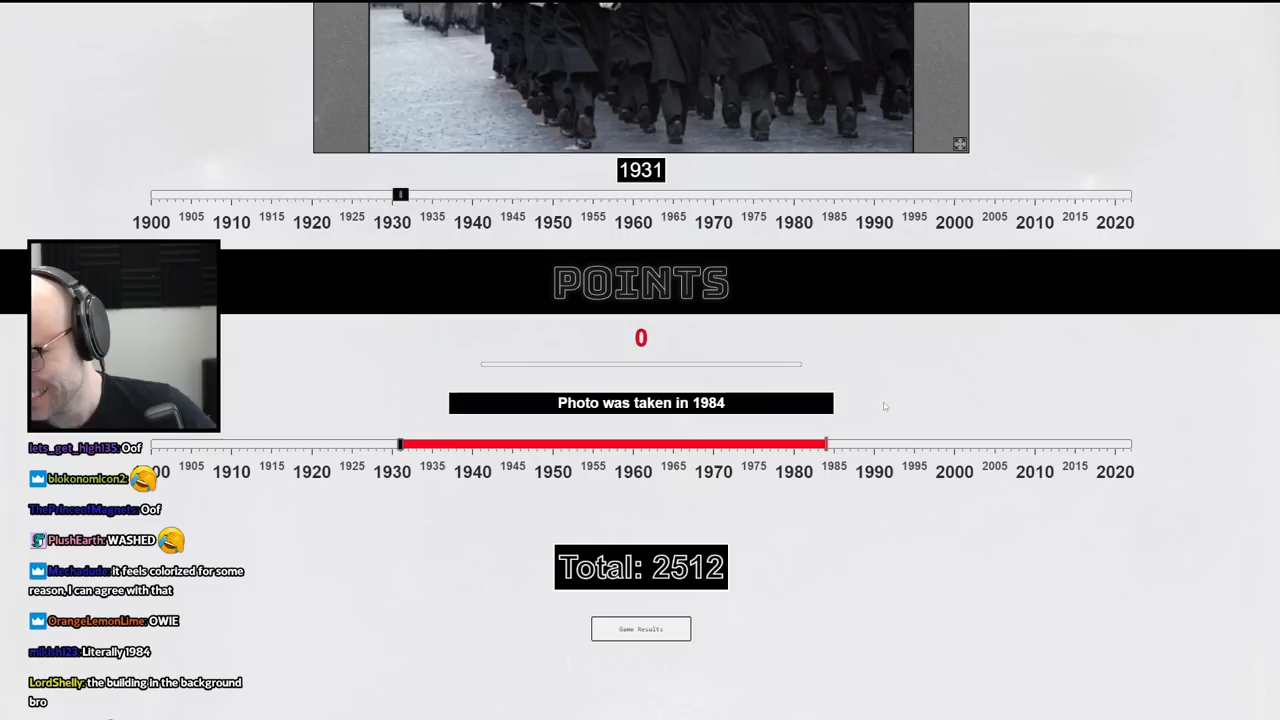 1931
1900 1905 1910 1915 1920 1925 1930 1935 1940 1945 1950 1955 1960 1965 1970 1975 1980 1985 1990 1995 2000 2005 2010 2015 2020
POINTS
0
Photo was taken in 1984
00 1905 1910 1915 1920 1925 1930 1935 1940 1945 1950 1955 1960 1965 1970 1975 1980 1985 1990 1995 2000 2005 2010 2015 2020
lets_get_high135: Oof
blokonomicon2:
ThePrinceofMagnets: Oof
PlushEarth: WASHED
Mechadude: It feels colorized for some
reason, I can agree with that
OrangeLemonLime: OWIE
Literally 1984
LordShelly: the building in the background
bro
Total: 2512
Game Results